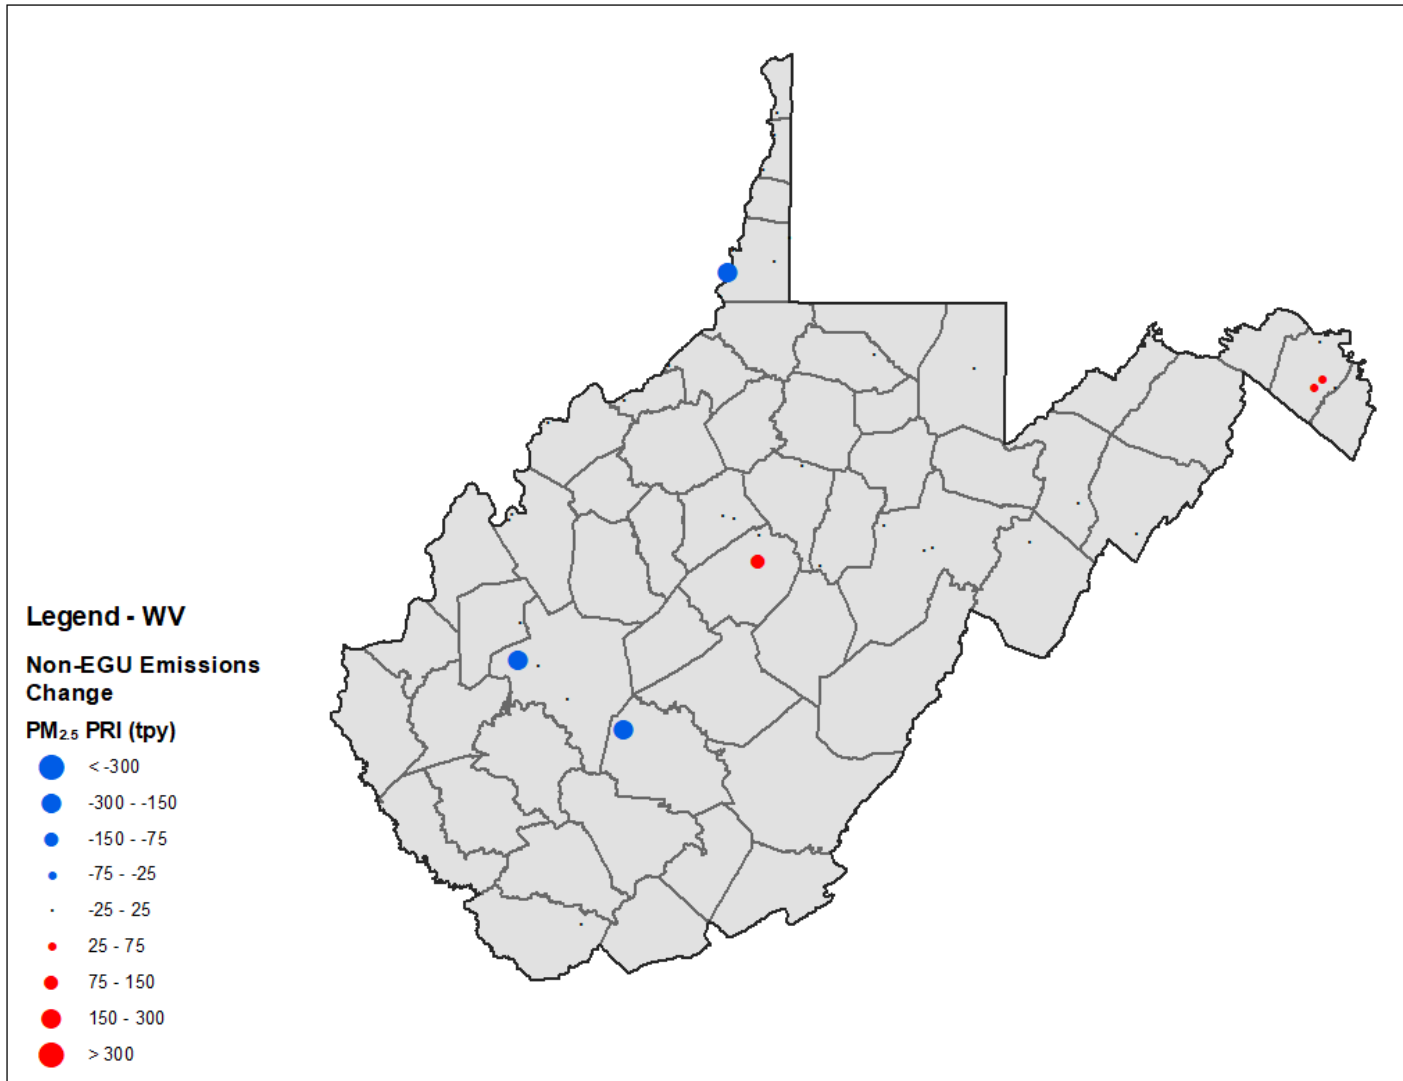 Legend - WV
Non-EGU Emissions
Change
PM₂.₅ PRI (tpy)
< -300
-300 - -150
-150 - -75
-75 - -25
-25 - 25
25 - 75
75 - 150
150 - 300
> 300